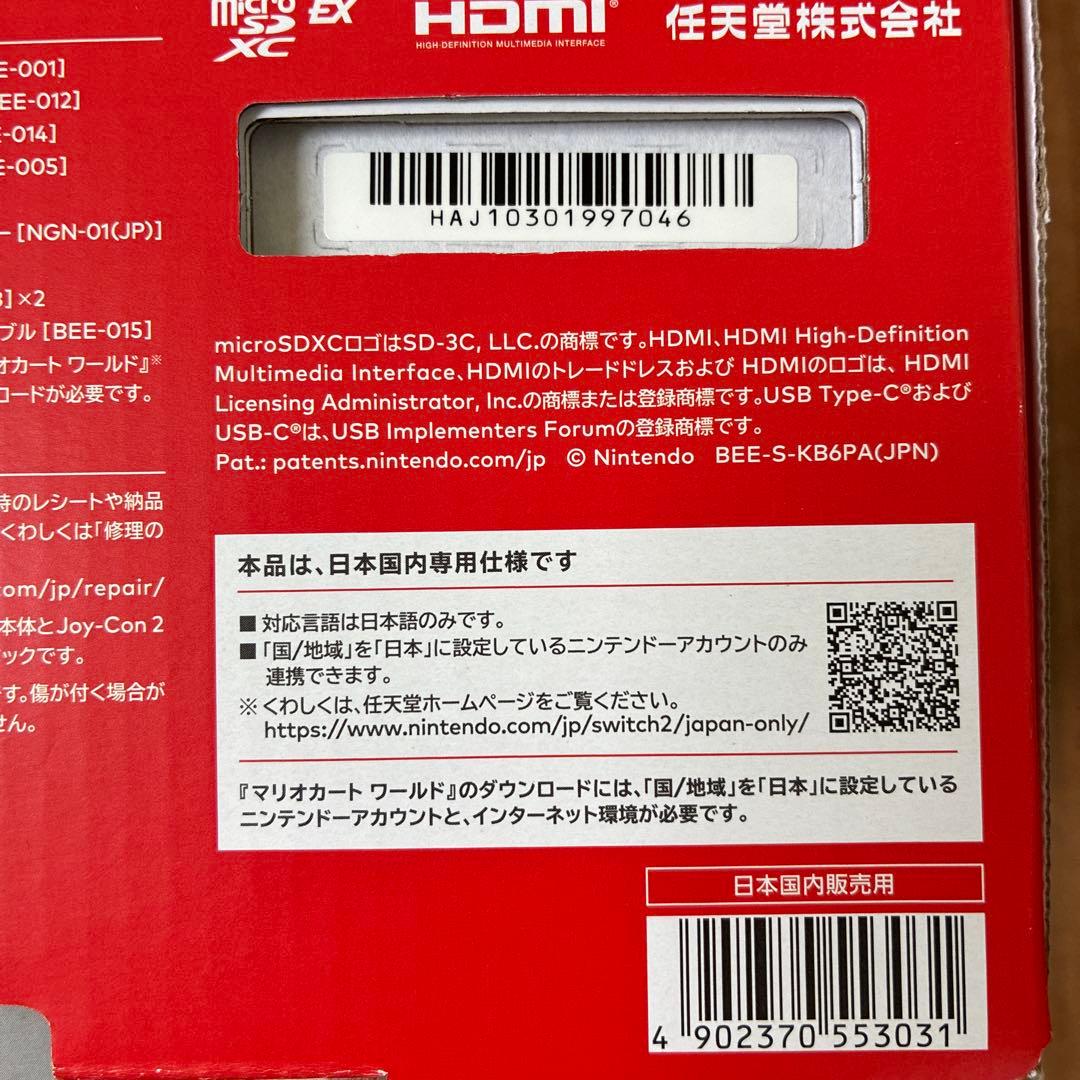 micro SD XC EX
HDMI®
HIGH-DEFINITION MULTIMEDIA INTERFACE
任天堂株式会社
E-001]
EE-012]
-014]
E-005]
ー [NGN-01(JP)]
] ×2
ブル [BEE-015]
オカート ワールド』※
ロードが必要です。
時のレシートや納品
くわしくは「修理の
com/jp/repair/
本体とJoy-Con 2
ックです。
す。傷が付く場合が
せん。
HAJ10301997046
microSDXCロゴはSD-3C, LLC.の商標です。HDMI、HDMI High-Definition
Multimedia Interface、HDMIのトレードドレスおよび HDMIのロゴは、 HDMI
Licensing Administrator, Inc.の商標または登録商標です。USB Type-C®および
USB-C®は、USB Implementers Forumの登録商標です。
Pat.: patents.nintendo.com/jp © Nintendo BEE-S-KB6PA(JPN)
本品は、日本国内専用仕様です
■ 対応言語は日本語のみです。
■ 「国/地域」を「日本」に設定しているニンテンドーアカウントのみ
連携できます。
※ くわしくは、任天堂ホームページをご覧ください。
https://www.nintendo.com/jp/switch2/japan-only/
『マリオカート ワールド』のダウンロードには、「国/地域」を「日本」に設定している
ニンテンドーアカウントと、インターネット環境が必要です。
日本国内販売用
4 902370 553031